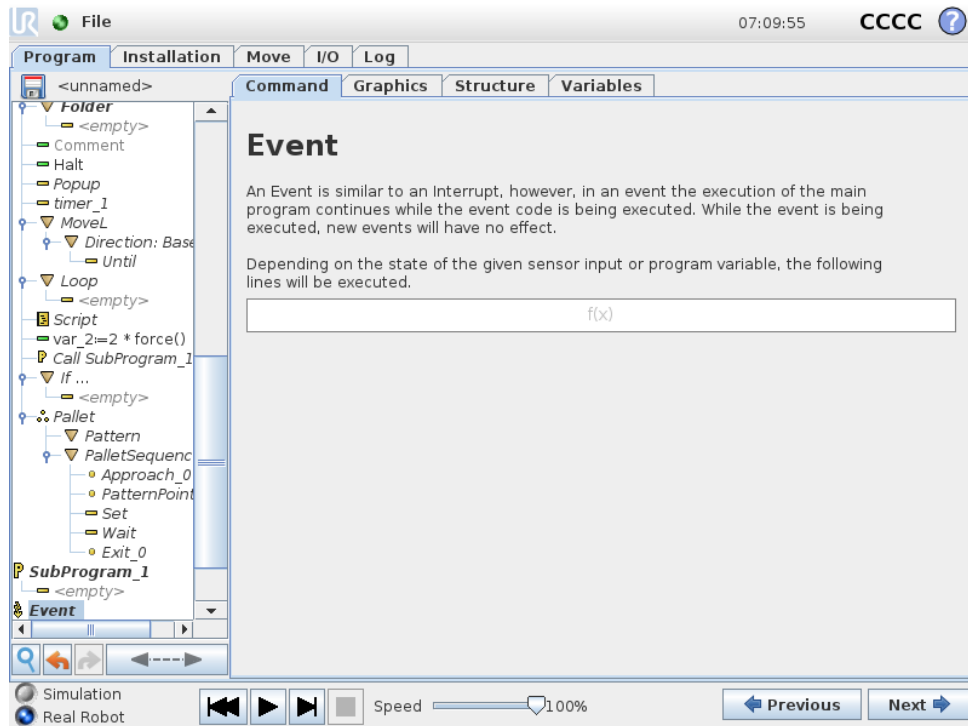 UR File 07:09:55 CCCC ?
Program Installation Move I/O Log
<unnamed> Command Graphics Structure Variables
Folder
<empty>
Comment
Halt
Popup
timer_1
MoveL
Direction: Base
Until
Loop
<empty>
Script
var_2:=2 * force()
Call SubProgram_1
If ...
<empty>
Pallet
Pattern
PalletSequenc
Approach_0
PatternPoint
Set
Wait
Exit_0
SubProgram_1
<empty>
Event
Event
An Event is similar to an Interrupt, however, in an event the execution of the main
program continues while the event code is being executed. While the event is being
executed, new events will have no effect.
Depending on the state of the given sensor input or program variable, the following
lines will be executed.
f(x)
Simulation
Real Robot
Speed 100%
Previous Next